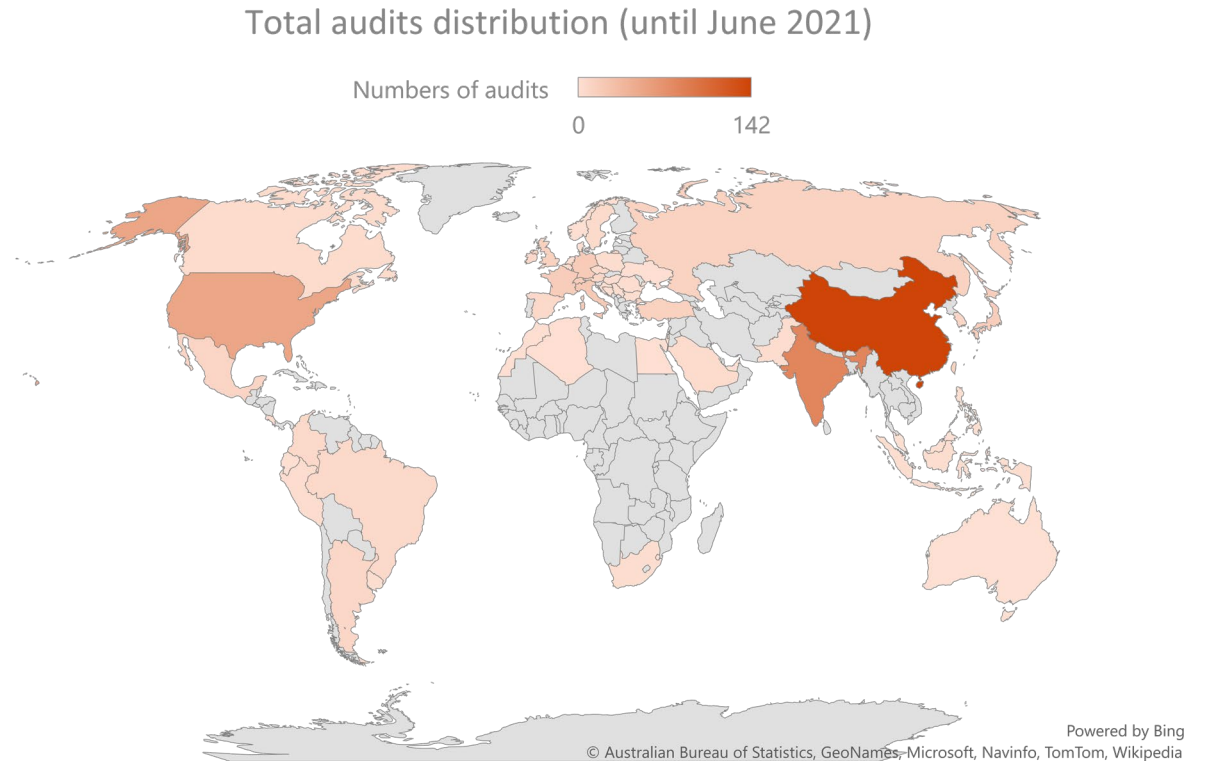 Total audits distribution (until June 2021)
Numbers of audits
0 142
Powered by Bing
© Australian Bureau of Statistics, GeoNames, Microsoft, Navinfo, TomTom, Wikipedia